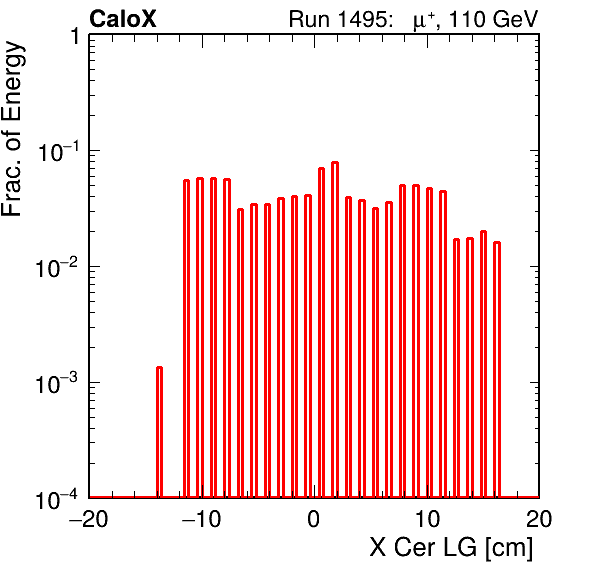 CaloX Run 1495: μ⁺, 110 GeV
Frac. of Energy
1
10⁻¹
10⁻²
10⁻³
10⁻⁴
−20 −10 0 10 20
X Cer LG [cm]